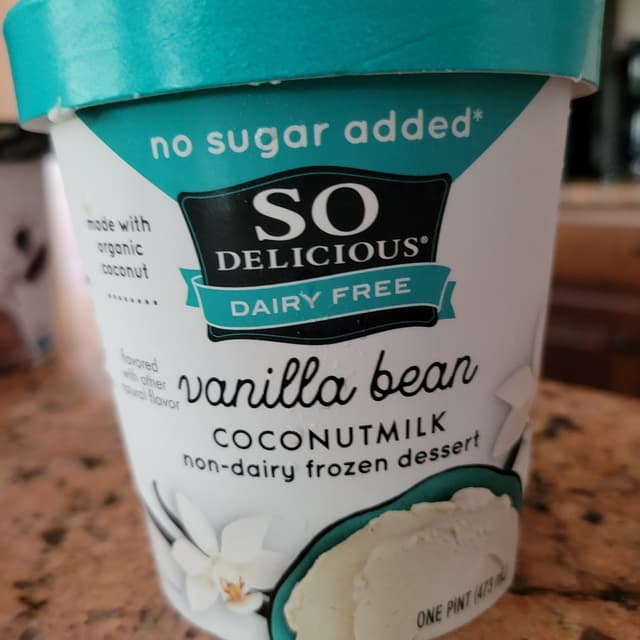 no sugar added*
SO
DELICIOUS®
DAIRY FREE
made with
organic
coconut
flavored
with other
natural flavor
vanilla bean
COCONUTMILK
non-dairy frozen dessert
ONE PINT (473